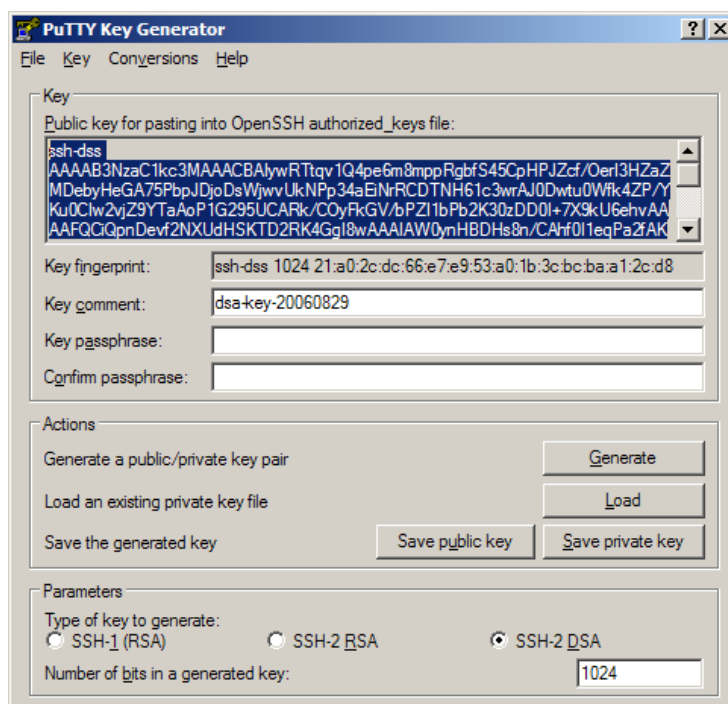 PuTTY Key Generator
File Key Conversions Help
Key
Public key for pasting into OpenSSH authorized_keys file:
ssh-dss
AAAAB3NzaC1kc3MAAACBAIywRTtqv1Q4pe6m8mppRgbfS45CpHPJZcf/OerI3HZaZ
MDebyHeGA75PbpJDjoDsWjwvUkNPp34aEiNrRCDTNH61c3wrAJ0Dwtu0Wfk4ZP/Y
Ku0CIw2vjZ9YTaAoP1G295UCARk/COyFkGV/bPZI1bPb2K30zDD0I+7X9kU6ehvAA
AAFQCiQpnDevf2NXUdHSKTD2RK4GgI8wAAAIAW0ynHBDHs8n/CAhf0I1eqPa2fAK
Key fingerprint: ssh-dss 1024 21:a0:2c:dc:66:e7:e9:53:a0:1b:3c:bc:ba:a1:2c:d8
Key comment: dsa-key-20060829
Key passphrase:
Confirm passphrase:
Actions
Generate a public/private key pair Generate
Load an existing private key file Load
Save the generated key Save public key Save private key
Parameters
Type of key to generate:
SSH-1 (RSA) SSH-2 RSA SSH-2 DSA
Number of bits in a generated key: 1024